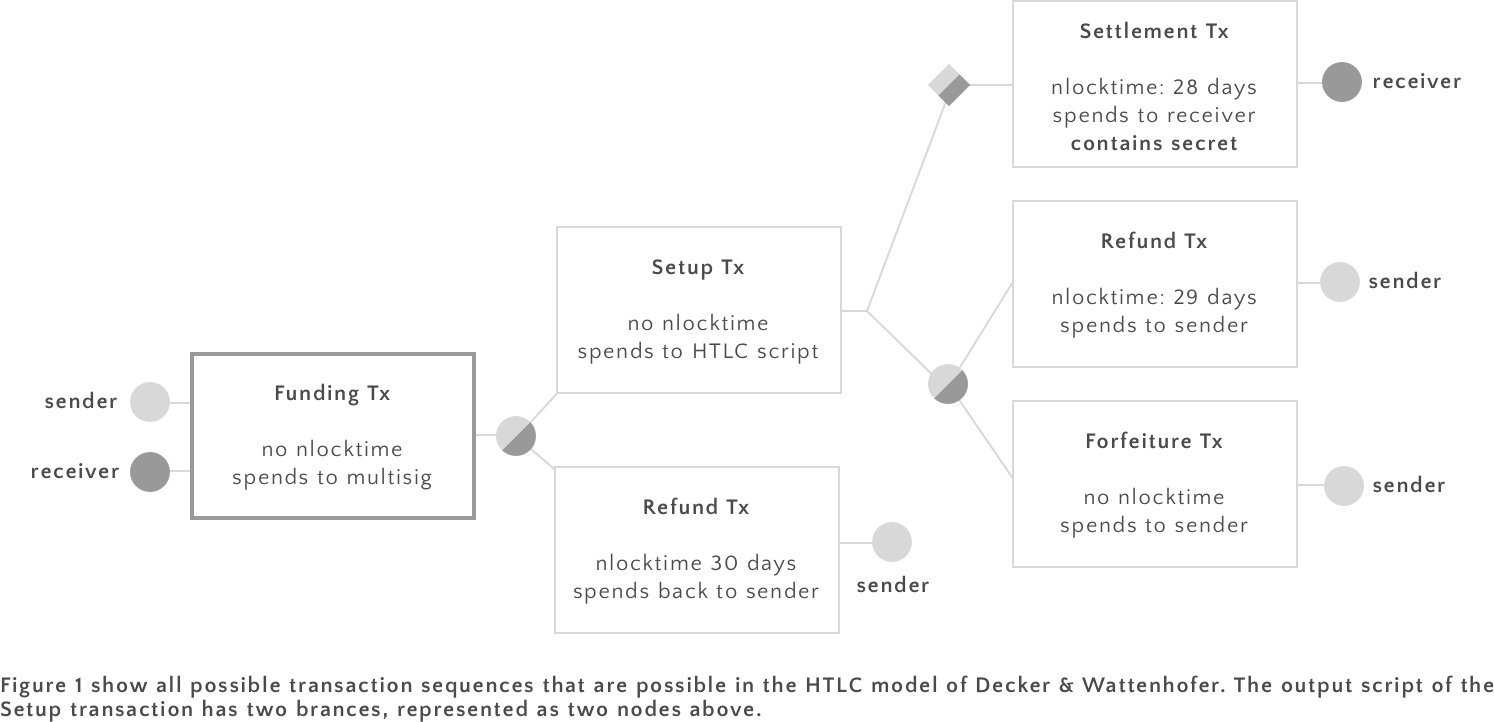 sender
receiver
Funding Tx
no nlocktime
spends to multisig
Setup Tx
no nlocktime
spends to HTLC script
Refund Tx
nlocktime 30 days
spends back to sender
sender
Settlement Tx
nlocktime: 28 days
spends to receiver
contains secret
receiver
Refund Tx
nlocktime: 29 days
spends to sender
sender
Forfeiture Tx
no nlocktime
spends to sender
sender
Figure 1 show all possible transaction sequences that are possible in the HTLC model of Decker & Wattenhofer. The output script of the
Setup transaction has two brances, represented as two nodes above.